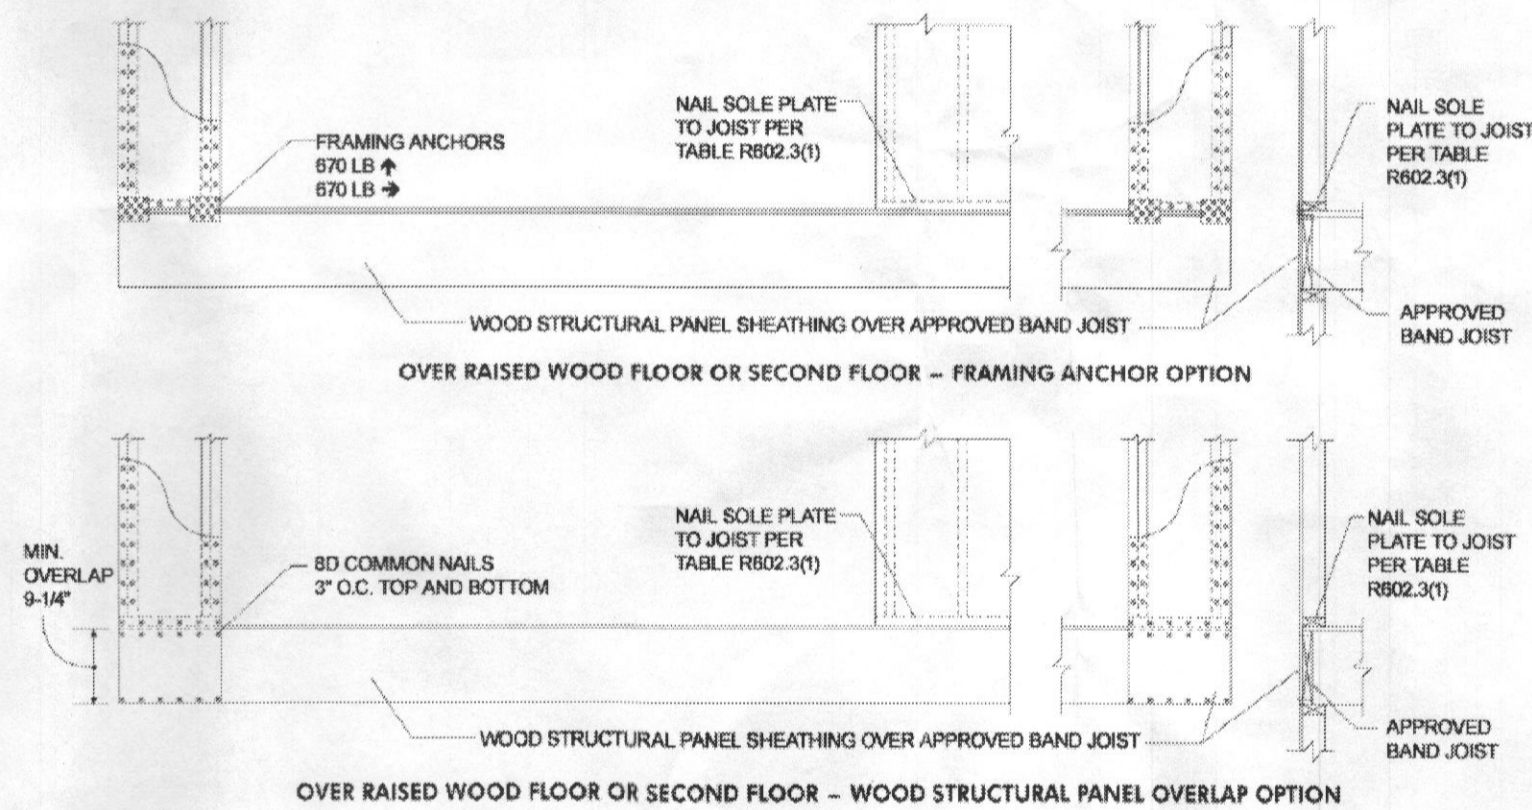 FRAMING ANCHORS
670 LB ↑
670 LB →
NAIL SOLE PLATE
TO JOIST PER
TABLE R602.3(1)
NAIL SOLE
PLATE TO JOIST
PER TABLE
R602.3(1)
WOOD STRUCTURAL PANEL SHEATHING OVER APPROVED BAND JOIST
APPROVED
BAND JOIST
OVER RAISED WOOD FLOOR OR SECOND FLOOR – FRAMING ANCHOR OPTION
MIN.
OVERLAP
9-1/4"
8D COMMON NAILS
3" O.C. TOP AND BOTTOM
NAIL SOLE PLATE
TO JOIST PER
TABLE R602.3(1)
NAIL SOLE
PLATE TO JOIST
PER TABLE
R602.3(1)
WOOD STRUCTURAL PANEL SHEATHING OVER APPROVED BAND JOIST
APPROVED
BAND JOIST
OVER RAISED WOOD FLOOR OR SECOND FLOOR – WOOD STRUCTURAL PANEL OVERLAP OPTION